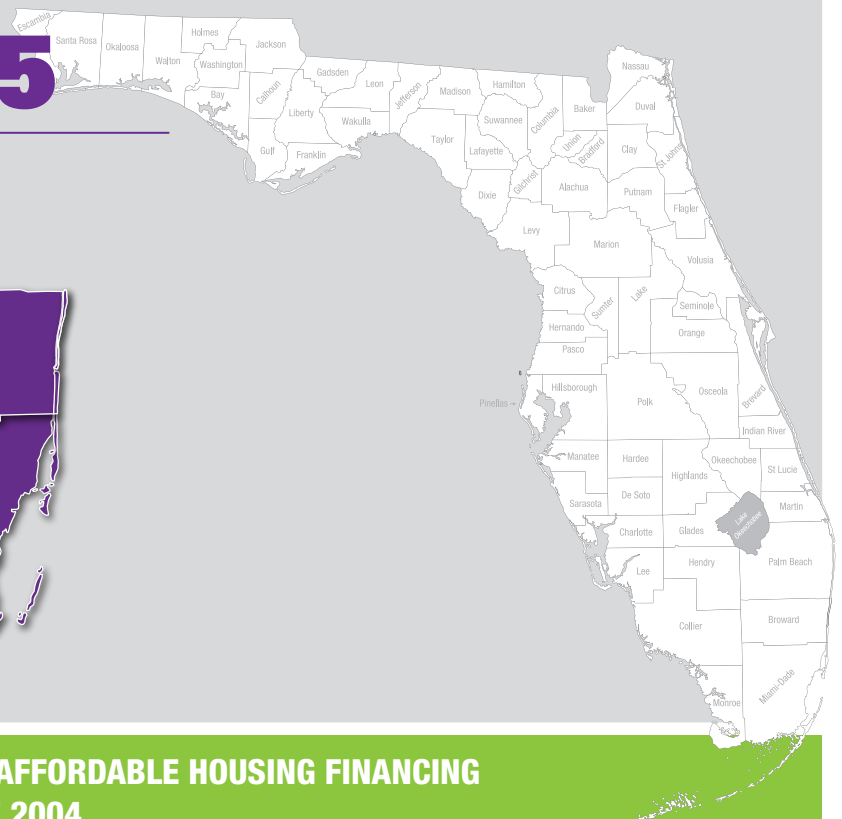 5
Escambia
Santa Rosa
Okaloosa
Walton
Holmes
Washington
Jackson
Bay
Calhoun
Gadsden
Liberty
Gulf
Franklin
Leon
Wakulla
Jefferson
Madison
Taylor
Hamilton
Suwannee
Lafayette
Dixie
Columbia
Gilchrist
Levy
Baker
Union
Bradford
Alachua
Nassau
Duval
Clay
St Johns
Putnam
Flagler
Marion
Volusia
Citrus
Sumter
Lake
Seminole
Hernando
Orange
Pasco
Hillsborough
Pinellas
Polk
Osceola
Brevard
Indian River
Manatee
Hardee
Highlands
Okeechobee
St Lucie
Sarasota
De Soto
Martin
Charlotte
Glades
Lake
Okeechobee
Lee
Hendry
Palm Beach
Collier
Broward
Monroe
Miami-Dade
AFFORDABLE HOUSING FINANCING
2004